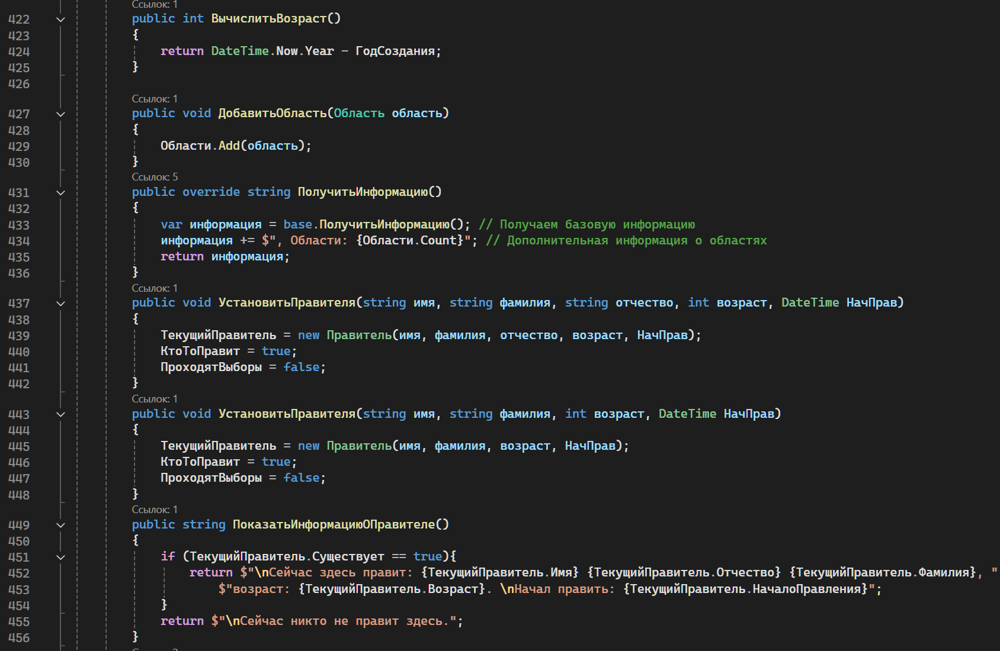 Ссылок: 1
422 public int ВычислитьВозраст()
423 {
424 return DateTime.Now.Year - ГодСоздания;
425 }
426
Ссылок: 1
427 public void ДобавитьОбласть(Область область)
428 {
429 Области.Add(область);
430 }
Ссылок: 5
431 public override string ПолучитьИнформацию()
432 {
433 var информация = base.ПолучитьИнформацию(); // Получаем базовую информацию
434 информация += $", Области: {Области.Count}"; // Дополнительная информация о областях
435 return информация;
436 }
Ссылок: 1
437 public void УстановитьПравителя(string имя, string фамилия, string отчество, int возраст, DateTime НачПрав)
438 {
439 ТекущийПравитель = new Правитель(имя, фамилия, отчество, возраст, НачПрав);
440 КтоТоПравит = true;
441 ПроходятВыборы = false;
442 }
Ссылок: 1
443 public void УстановитьПравителя(string имя, string фамилия, int возраст, DateTime НачПрав)
444 {
445 ТекущийПравитель = new Правитель(имя, фамилия, возраст, НачПрав);
446 КтоТоПравит = true;
447 ПроходятВыборы = false;
448 }
Ссылок: 1
449 public string ПоказатьИнформациюОПравителе()
450 {
451 if (ТекущийПравитель.Существует == true){
452 return $"\nСейчас здесь правит: {ТекущийПравитель.Имя} {ТекущийПравитель.Отчество} {ТекущийПравитель.Фамилия}, "
453 $"возраст: {ТекущийПравитель.Возраст}. \nНачал править: {ТекущийПравитель.НачалоПравления}";
454 }
455 return $"\nСейчас никто не правит здесь.";
456 }